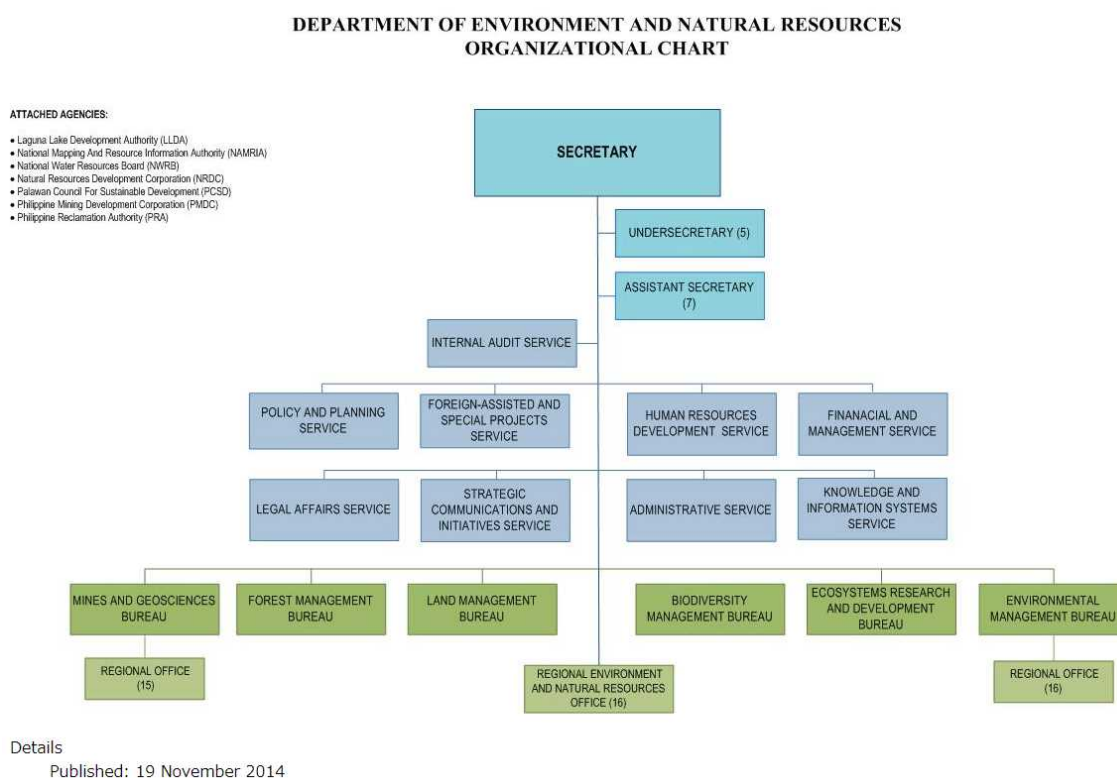 DEPARTMENT OF ENVIRONMENT AND NATURAL RESOURCES
ORGANIZATIONAL CHART
ATTACHED AGENCIES:
• Laguna Lake Development Authority (LLDA)
• National Mapping And Resource Information Authority (NAMRIA)
• National Water Resources Board (NWRB)
• Natural Resources Development Corporation (NRDC)
• Palawan Council For Sustainable Development (PCSD)
• Philippine Mining Development Corporation (PMDC)
• Philippine Reclamation Authority (PRA)
SECRETARY
UNDERSECRETARY (5)
ASSISTANT SECRETARY
(7)
INTERNAL AUDIT SERVICE
POLICY AND PLANNING
SERVICE
FOREIGN-ASSISTED AND
SPECIAL PROJECTS
SERVICE
HUMAN RESOURCES
DEVELOPMENT SERVICE
FINANACIAL AND
MANAGEMENT SERVICE
LEGAL AFFAIRS SERVICE
STRATEGIC
COMMUNICATIONS AND
INITIATIVES SERVICE
ADMINISTRATIVE SERVICE
KNOWLEDGE AND
INFORMATION SYSTEMS
SERVICE
MINES AND GEOSCIENCES
BUREAU
FOREST MANAGEMENT
BUREAU
LAND MANAGEMENT
BUREAU
BIODIVERSITY
MANAGEMENT BUREAU
ECOSYSTEMS RESEARCH
AND DEVELOPMENT
BUREAU
ENVIRONMENTAL
MANAGEMENT BUREAU
REGIONAL OFFICE
(15)
REGIONAL ENVIRONMENT
AND NATURAL RESOURCES
OFFICE (16)
REGIONAL OFFICE
(16)
Details
Published: 19 November 2014